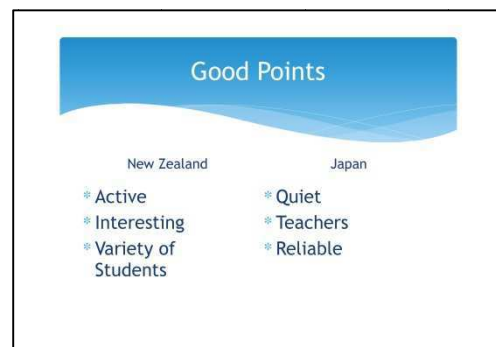 Good Points
New Zealand
* Active
* Interesting
* Variety of
Students
Japan
* Quiet
* Teachers
* Reliable